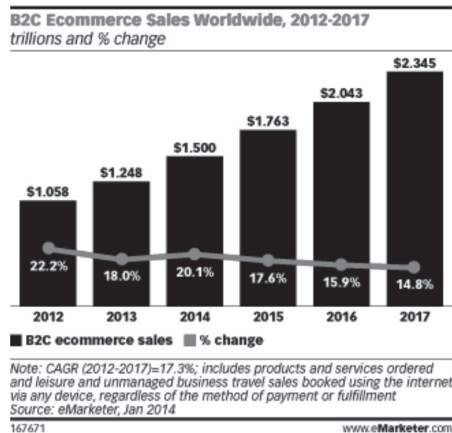 B2C Ecommerce Sales Worldwide, 2012-2017
trillions and % change
$2.345
$2.043
$1.763
$1.500
$1.248
$1.058
22.2%
18.0%
20.1%
17.6%
15.9%
14.8%
2012 2013 2014 2015 2016 2017
B2C ecommerce sales % change
Note: CAGR (2012-2017)=17.3%; includes products and services ordered
and leisure and unmanaged business travel sales booked using the internet
via any device, regardless of the method of payment or fulfillment
Source: eMarketer, Jan 2014
167671 www.eMarketer.com